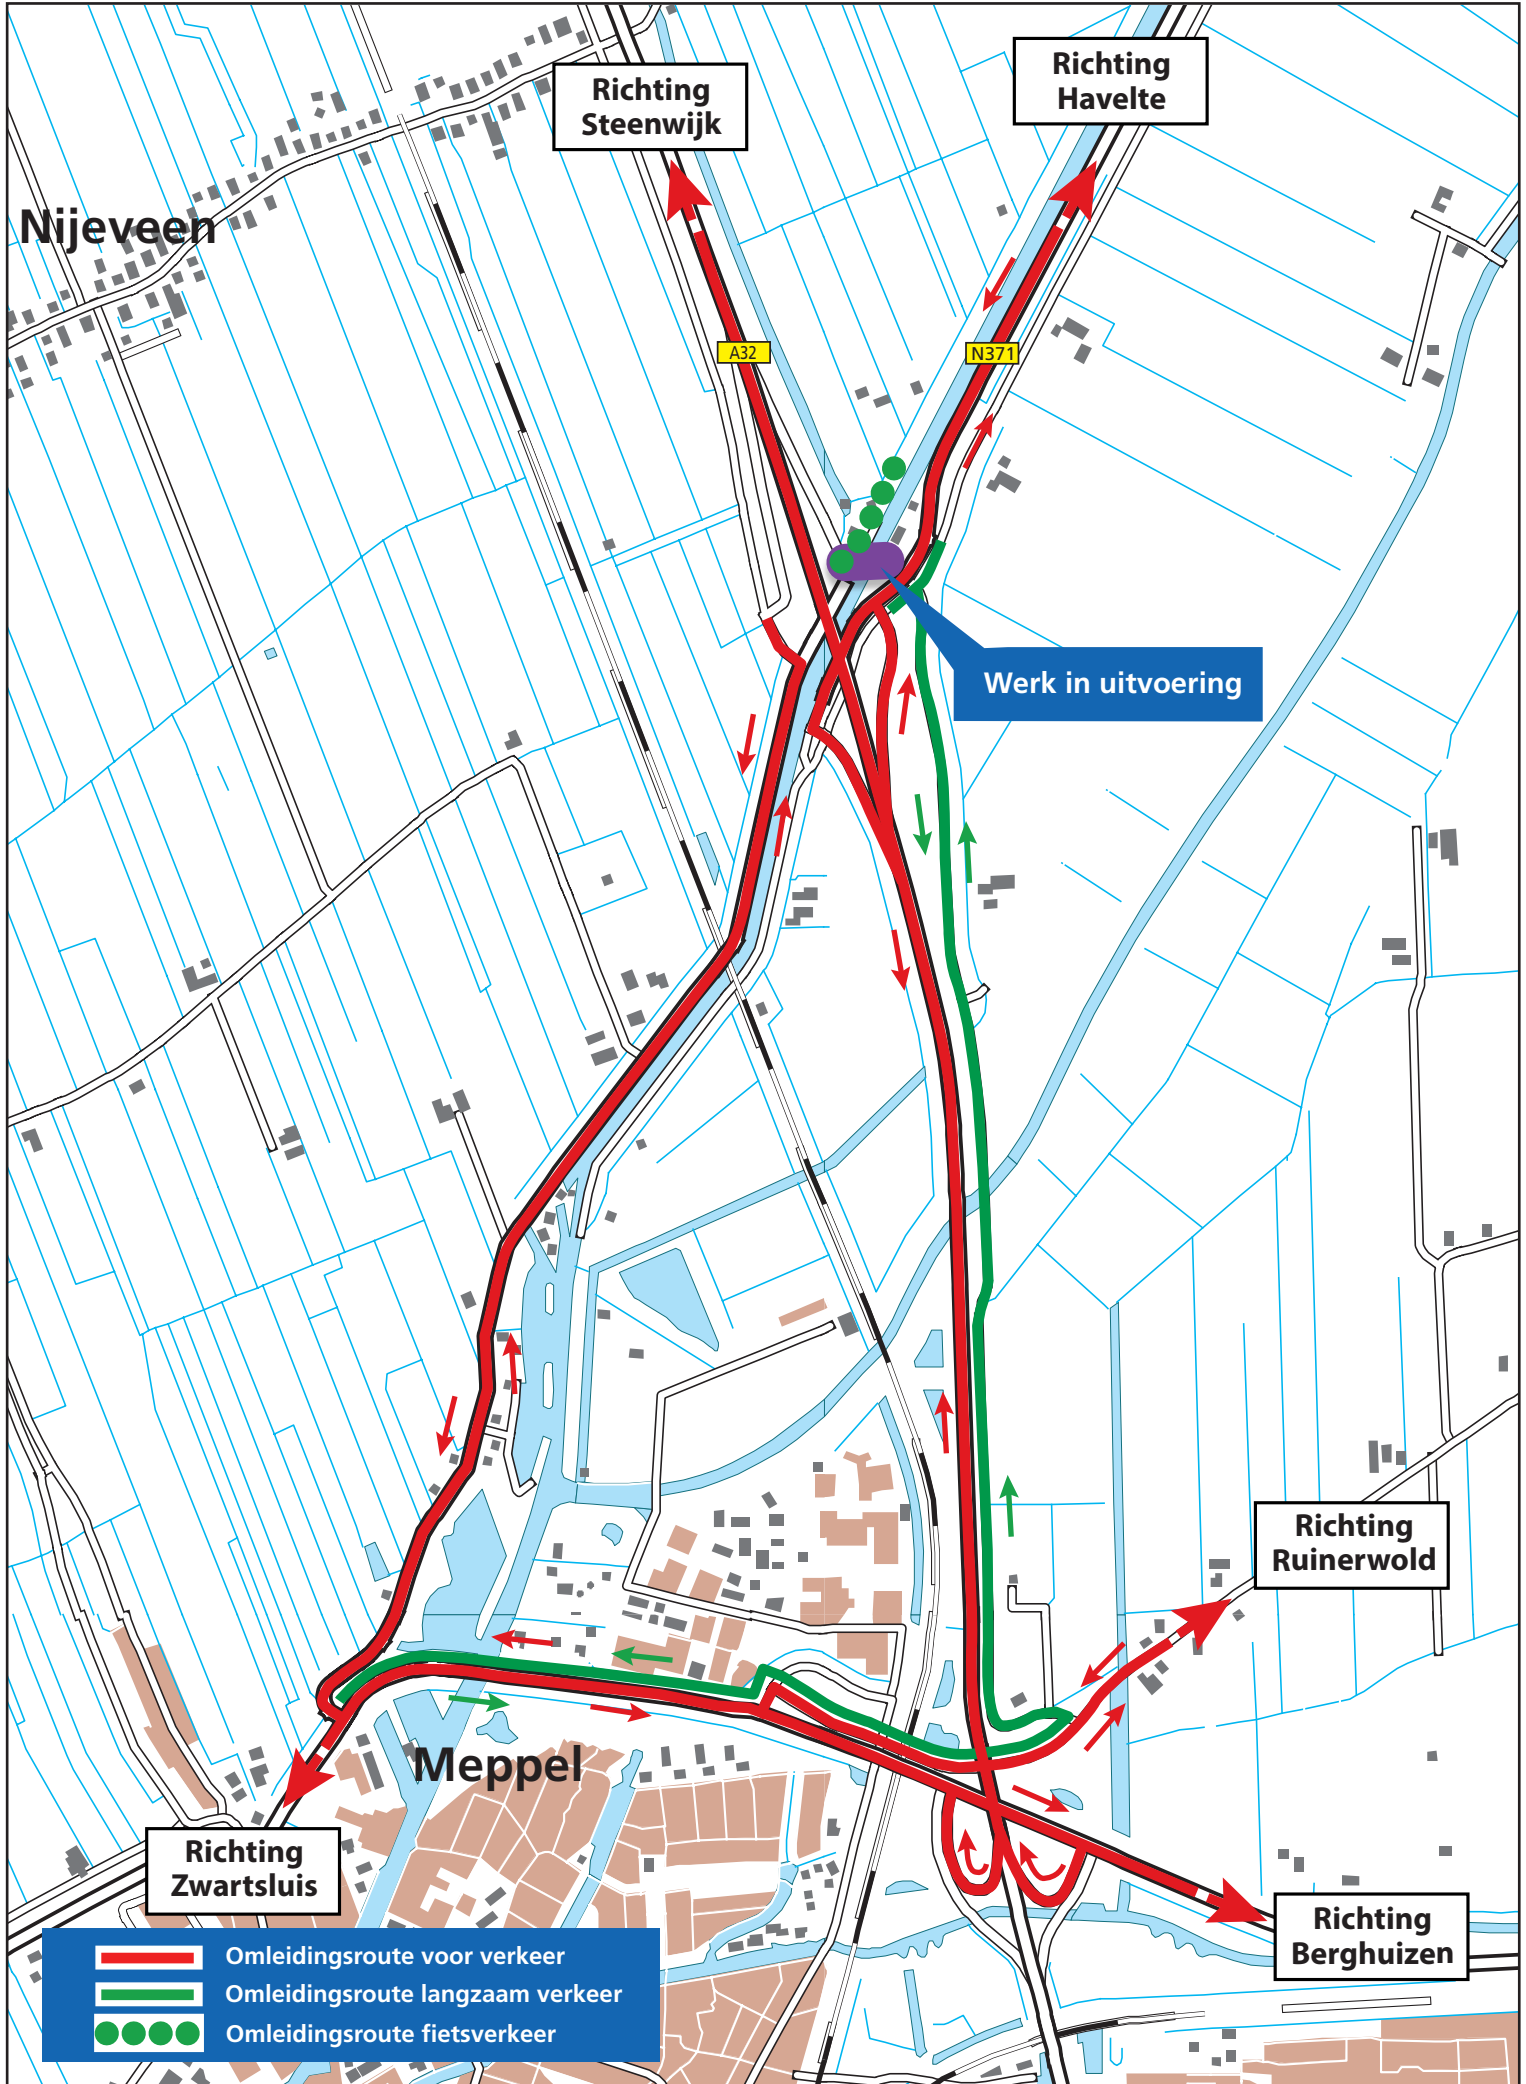 Richting
Havelte
Richting
Steenwijk
Nijeveen
A32
N371
Werk in uitvoering
Richting
Ruinerwold
Meppel
Richting
Zwartsluis
Richting
Berghuizen
Omleidingsroute voor verkeer
Omleidingsroute langzaam verkeer
Omleidingsroute fietsverkeer